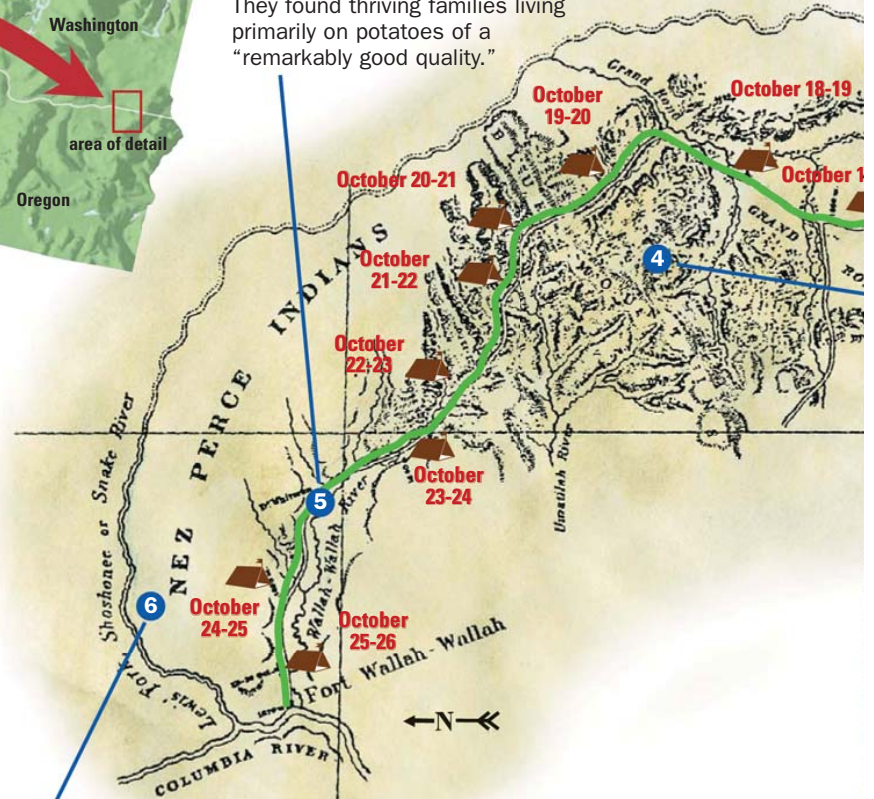 They found thriving families living
primarily on potatoes of a
“remarkably good quality.”
Washington
area of detail
Oregon
October
19-20
October 18-19
October 20-21
October
21-22
October
22-23
October
23-24
October
24-25
October
25-26
Grand
GRAND
NEZ PERCE INDIANS
Shoshonee or Snake River
Lewis' Fork
Umatilah River
Wallah-Wallah River
Fort Wallah-Wallah
COLUMBIA RIVER
N
4
5
6